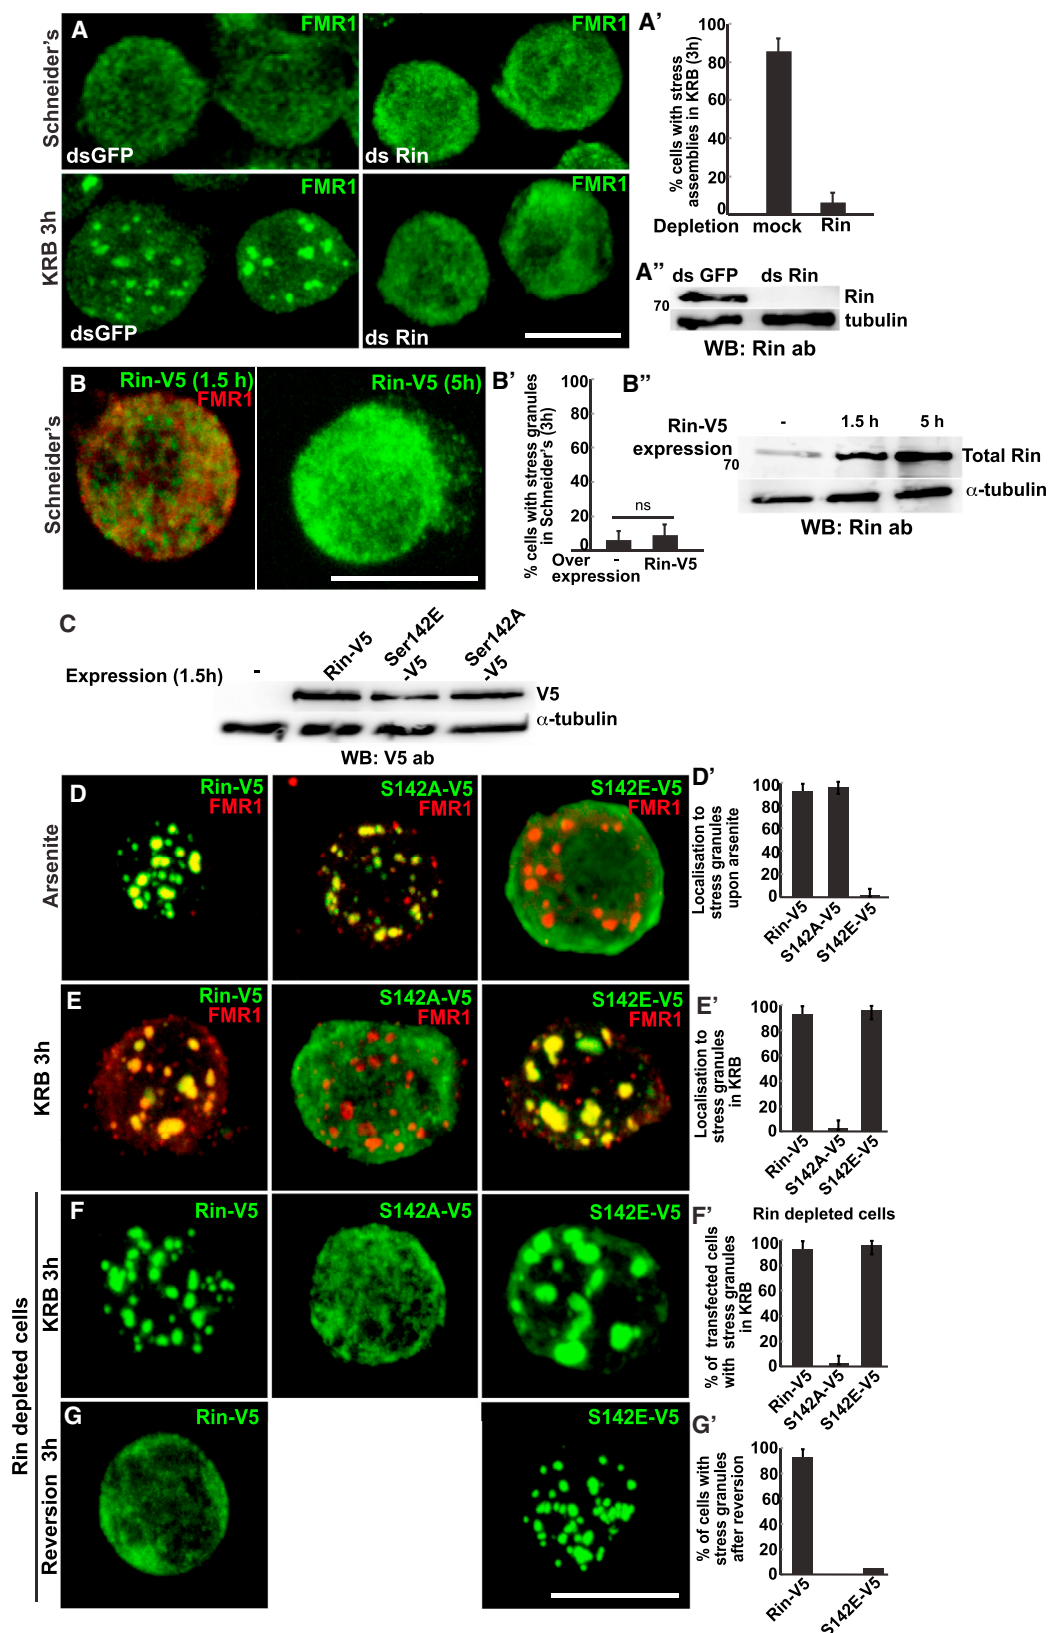 A
FMR1
FMR1
Schneider's
dsGFP
ds Rin
FMR1
FMR1
KRB 3h
dsGFP
ds Rin
A'
% cells with stress
assemblies in KRB (3h)
100
80
60
40
20
0
Depletion
mock
Rin
A''
ds GFP
ds Rin
70
Rin
tubulin
WB: Rin ab
B
Rin-V5 (1.5 h)
FMR1
Rin-V5 (5h)
Schneider's
B'
% cells with stress granules
in Schneider's (3h)
100
80
60
40
20
0
ns
Over
expression
-
Rin-V5
B''
Rin-V5
expression
-
1.5 h
5 h
70
Total Rin
α-tubulin
WB: Rin ab
C
Expression (1.5h)
-
Rin-V5
Ser142E
-V5
Ser142A
-V5
V5
α-tubulin
WB: V5 ab
D
Arsenite
Rin-V5
FMR1
S142A-V5
FMR1
S142E-V5
FMR1
D'
Localisation to
stress granules
upon arsenite
100
80
60
40
20
0
Rin-V5
S142A-V5
S142E-V5
E
KRB 3h
Rin-V5
FMR1
S142A-V5
FMR1
S142E-V5
FMR1
E'
Localisation to
stress granules
in KRB
100
80
60
40
20
0
Rin-V5
S142A-V5
S142E-V5
Rin depleted cells
F
KRB 3h
Rin-V5
S142A-V5
S142E-V5
F'
Rin depleted cells
% of transfected cells
with stress granules
in KRB
100
80
60
40
20
0
Rin-V5
S142A-V5
S142E-V5
G
Reversion 3h
Rin-V5
S142E-V5
G'
% of cells with
stress granules
after reversion
100
80
60
40
20
0
Rin-V5
S142E-V5